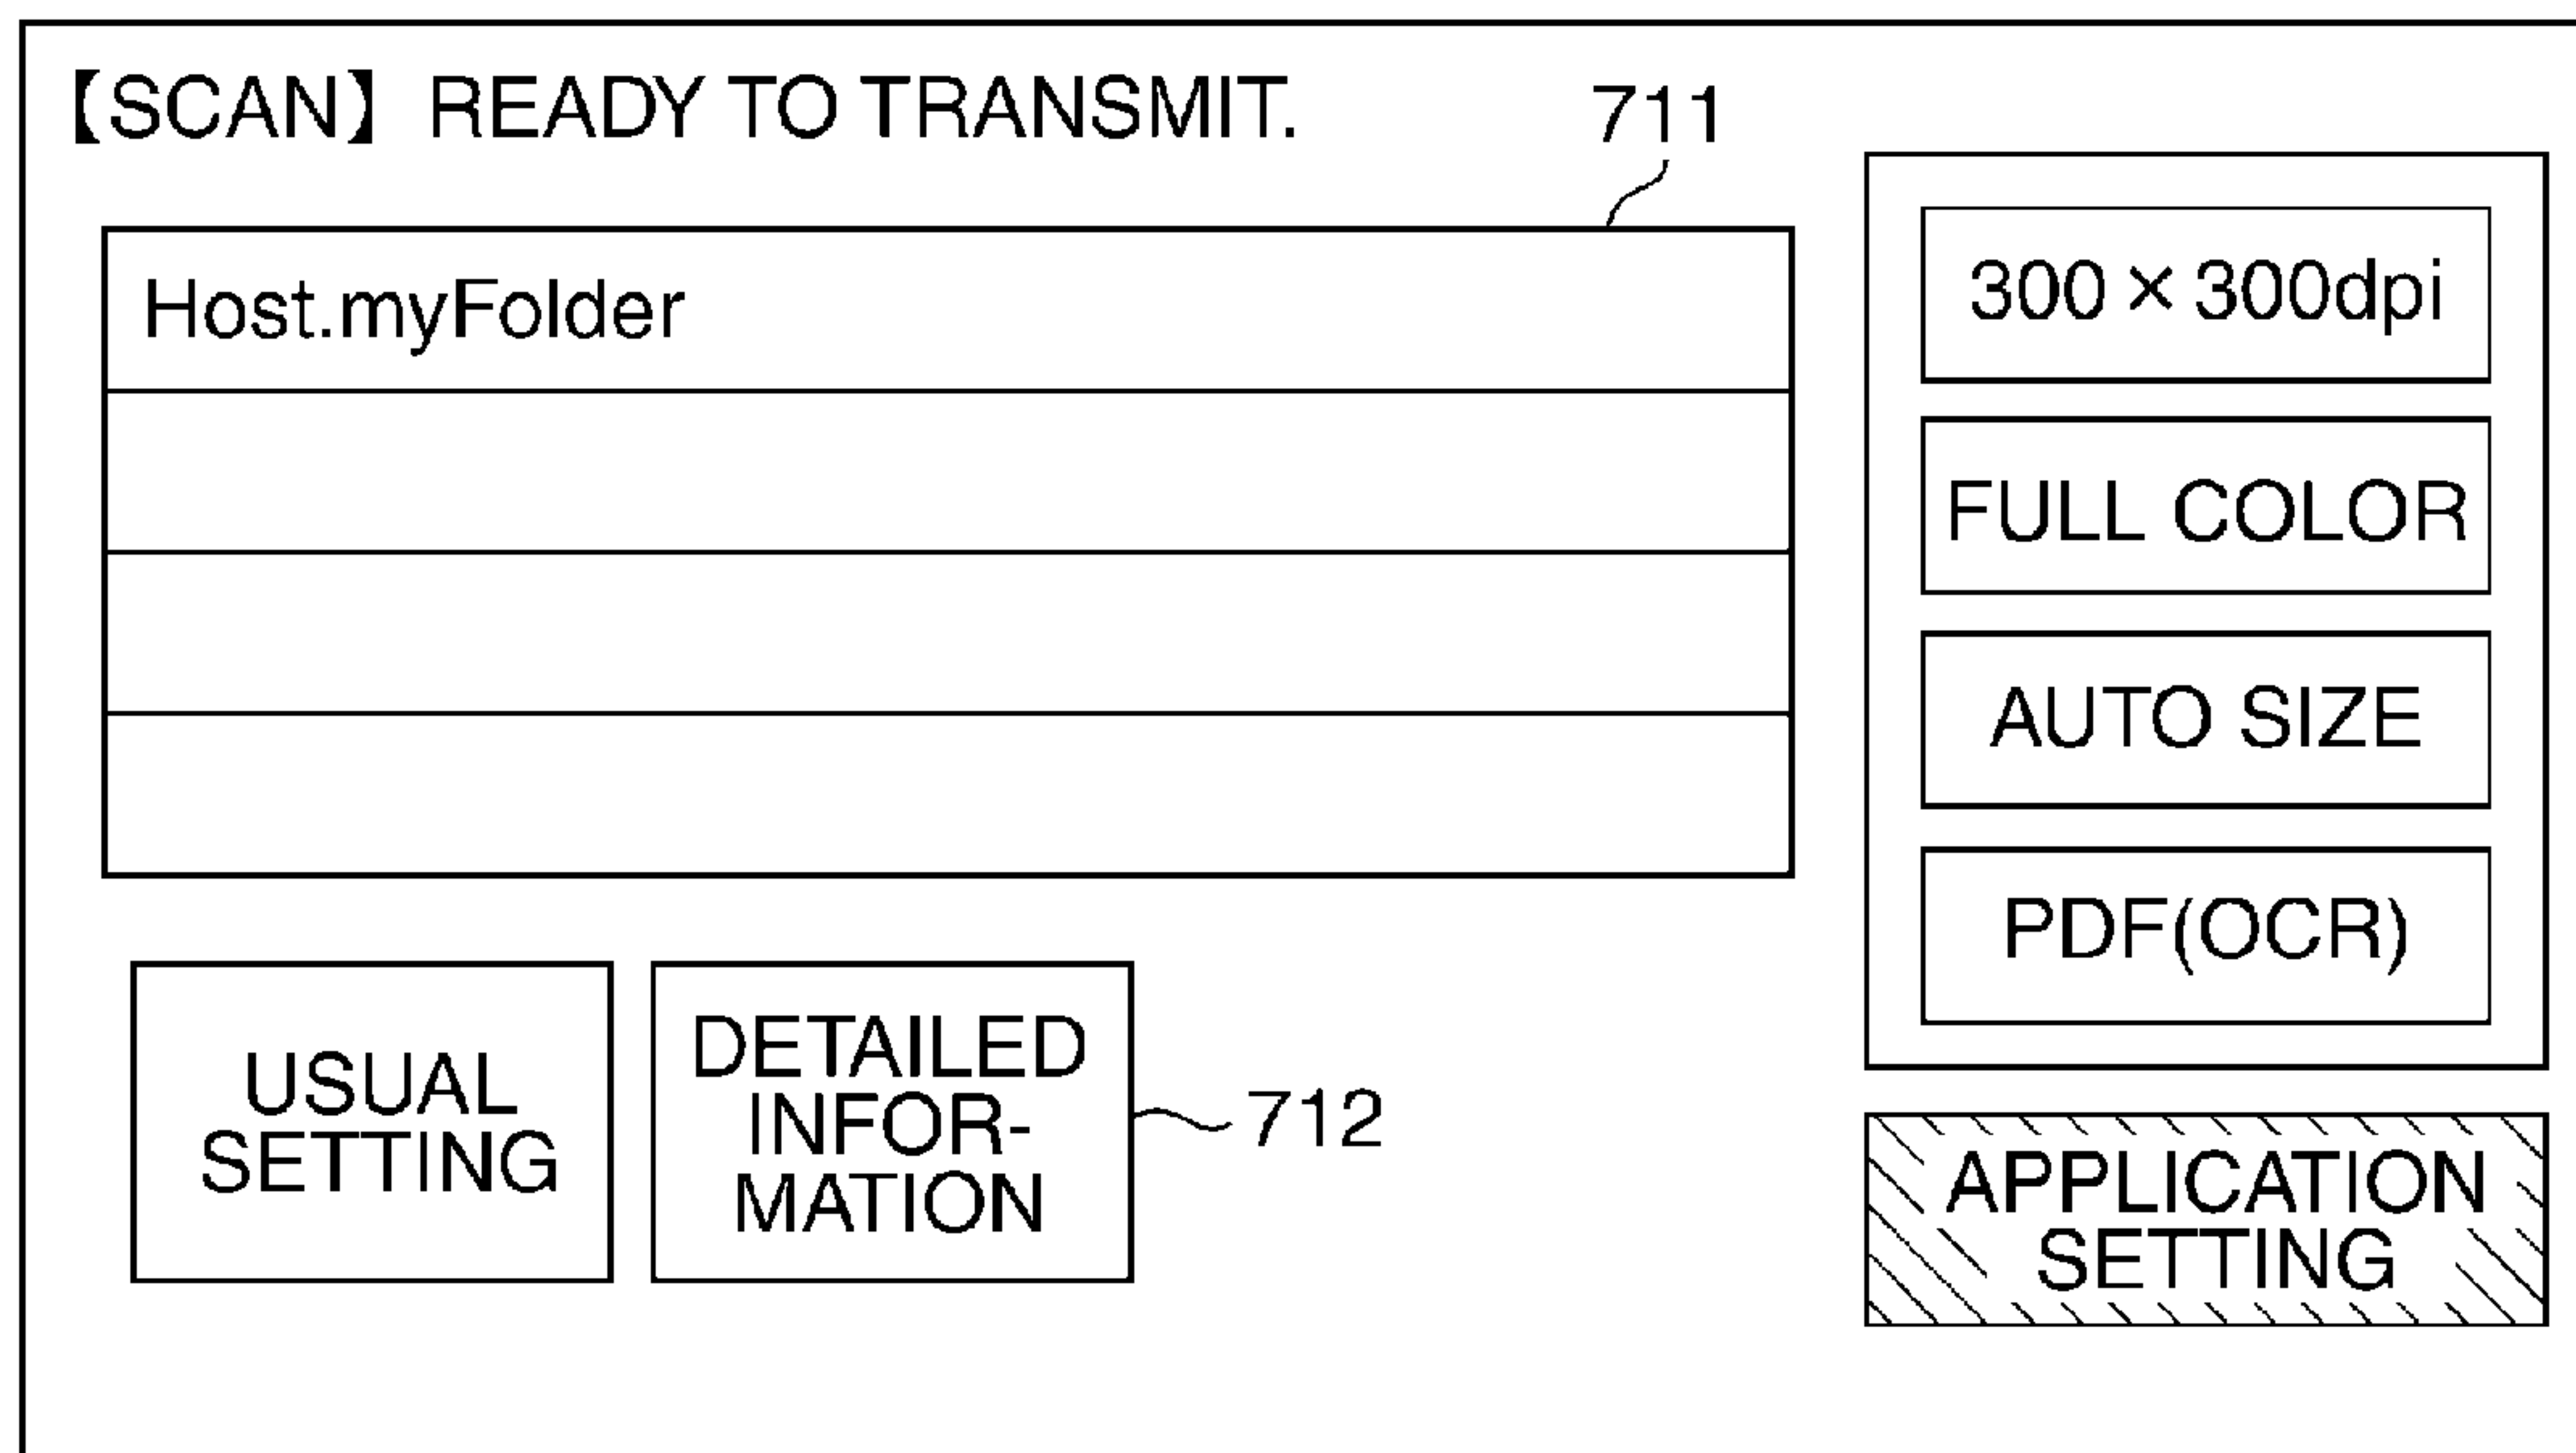 【SCAN】 READY TO TRANSMIT.
711
Host.myFolder
300×300dpi
FULL COLOR
AUTO SIZE
PDF(OCR)
USUAL
SETTING
DETAILED
INFOR-
MATION
712
APPLICATION
SETTING